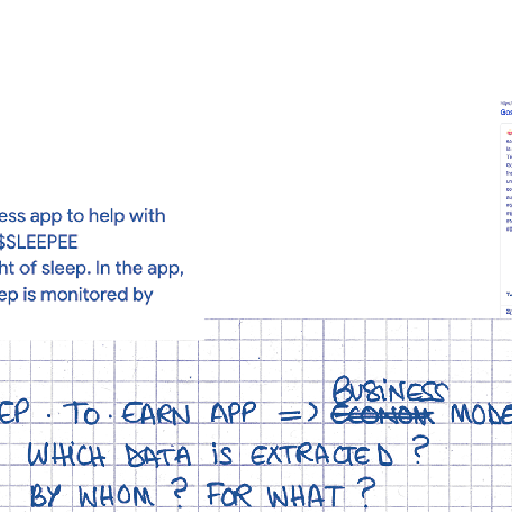 ess app to help with
$SLEEPEE
ht of sleep. In the app,
ep is monitored by
BUSINESS
EP · TO · EARN APP => ECONOM MODE
WHICH DATA IS EXTRACTED ?
BY WHOM ? FOR WHAT ?